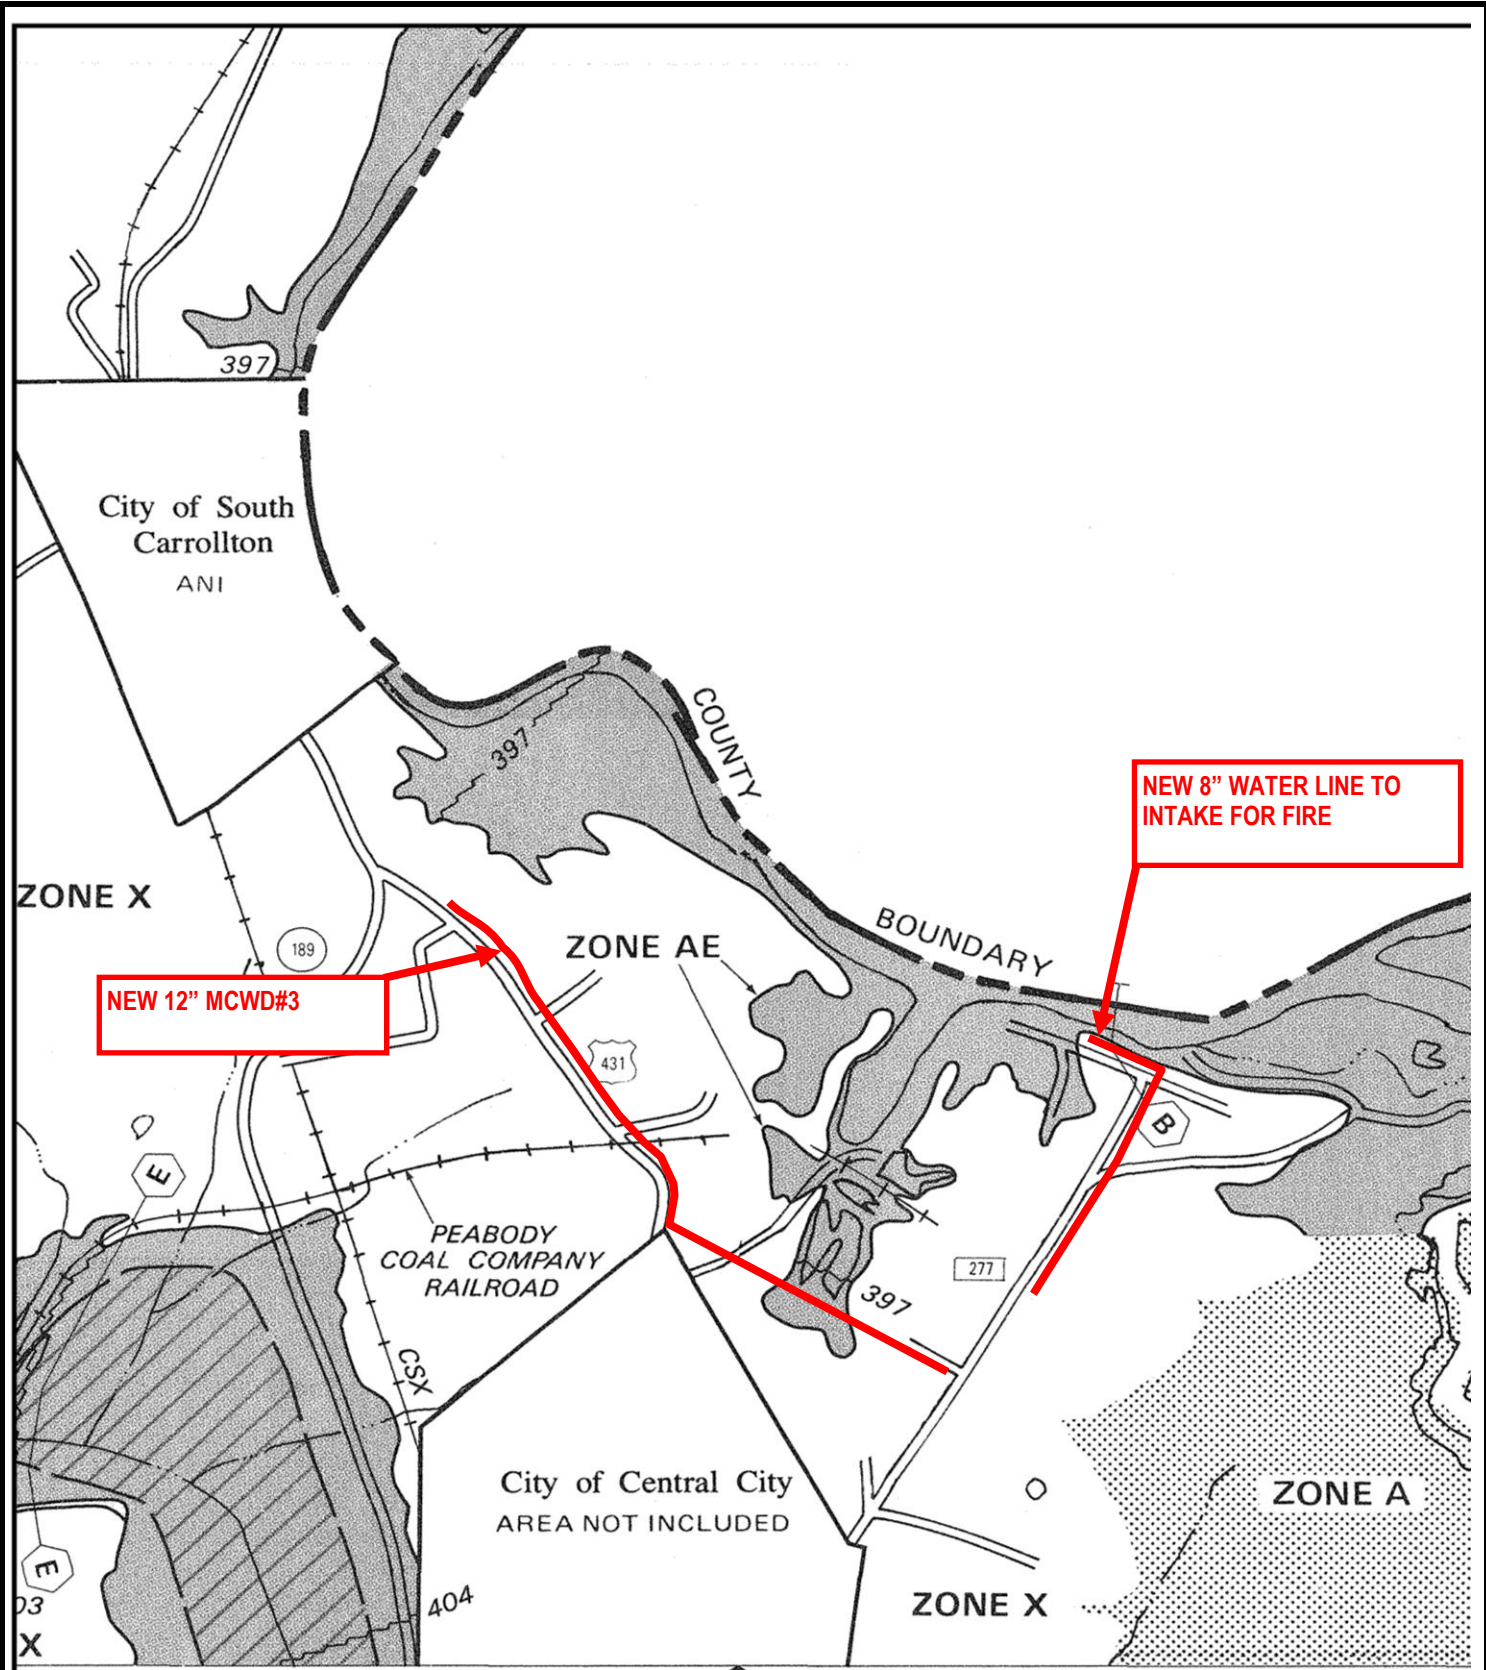 397
City of South
Carrollton
ANI
COUNTY
397
NEW 8” WATER LINE TO
INTAKE FOR FIRE
ZONE X
BOUNDARY
189
ZONE AE
NEW 12” MCWD#3
431
B
E
PEABODY
COAL COMPANY
RAILROAD
277
397
CSX
City of Central City
AREA NOT INCLUDED
ZONE A
E
404
ZONE X
03
X